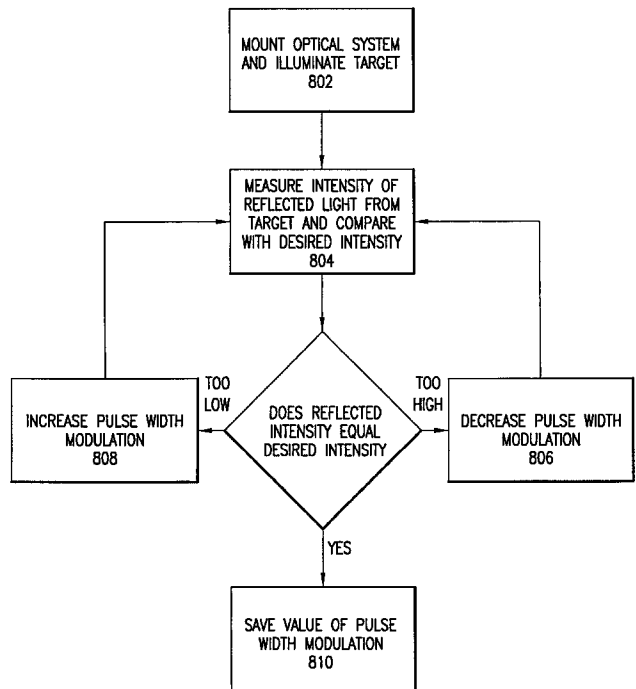 MOUNT OPTICAL SYSTEM
AND ILLUMINATE TARGET
802
MEASURE INTENSITY OF
REFLECTED LIGHT FROM
TARGET AND COMPARE
WITH DESIRED INTENSITY
804
TOO
LOW
TOO
HIGH
INCREASE PULSE WIDTH
MODULATION
808
DOES REFLECTED
INTENSITY EQUAL
DESIRED INTENSITY
DECREASE PULSE WIDTH
MODULATION
806
YES
SAVE VALUE OF PULSE
WIDTH MODULATION
810